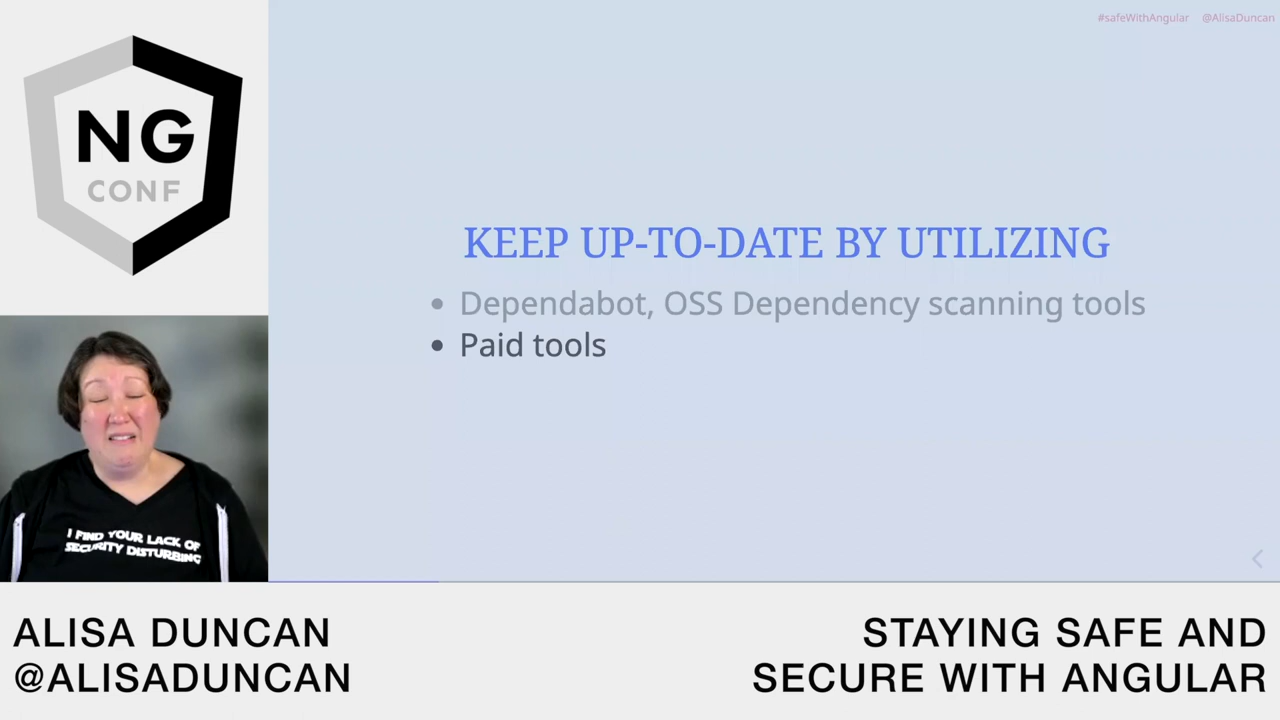 #safeWithAngular @AlisaDuncan
NG
CONF
KEEP UP-TO-DATE BY UTILIZING
Dependabot, OSS Dependency scanning tools
Paid tools
I FIND YOUR LACK OF
SECURITY DISTURBING
ALISA DUNCAN
@ALISADUNCAN
STAYING SAFE AND
SECURE WITH ANGULAR